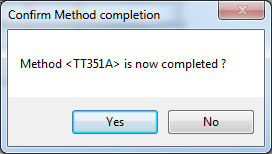 Confirm Method completion
Method <TT351A> is now completed ?
Yes
No